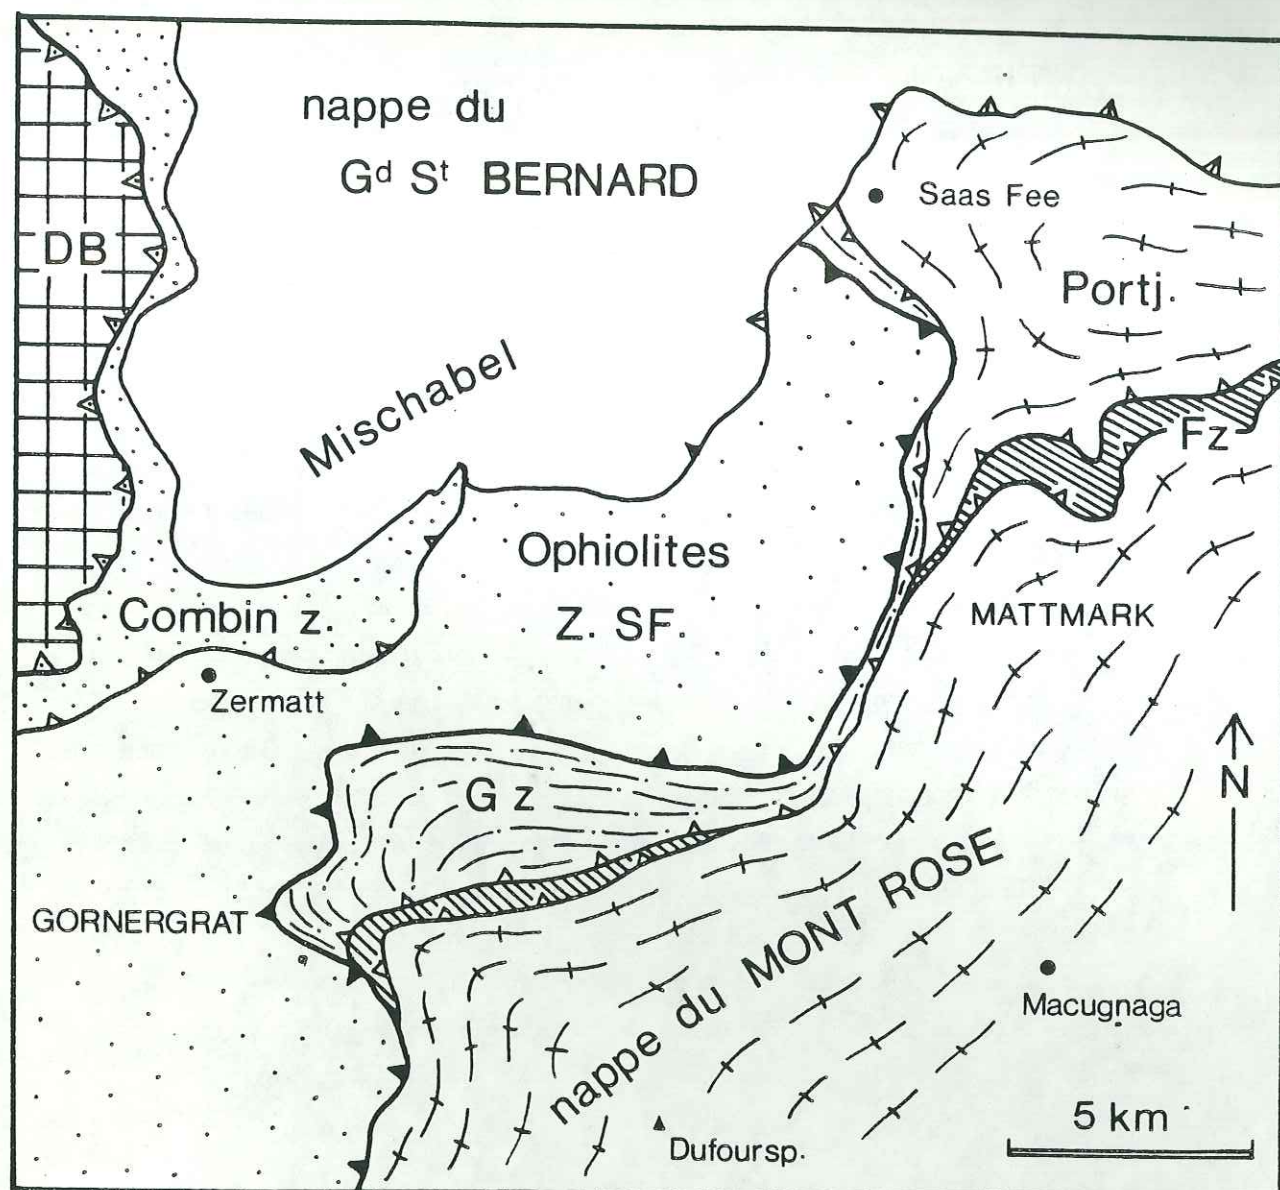 nappe du
Gd St BERNARD
Saas Fee
DB
Portj.
Mischabel
Fz
Ophiolites
Z. SF.
Combin z.
MATTMARK
Zermatt
N
G z
nappe du MONT ROSE
GORNERGRAT
Macugnaga
5 km
Dufoursp.